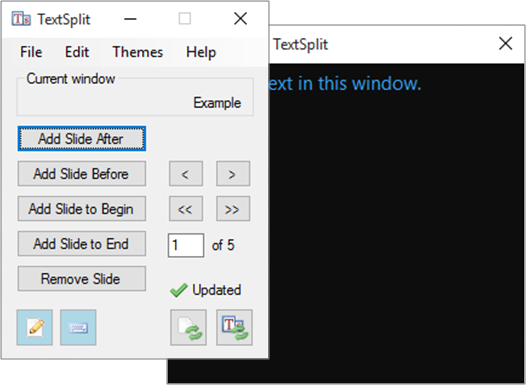 TextSplit
File Edit Themes Help
Current window
Example
Add Slide After
Add Slide Before < >
Add Slide to Begin << >>
Add Slide to End 1 of 5
Remove Slide
Updated
TextSplit
ext in this window.